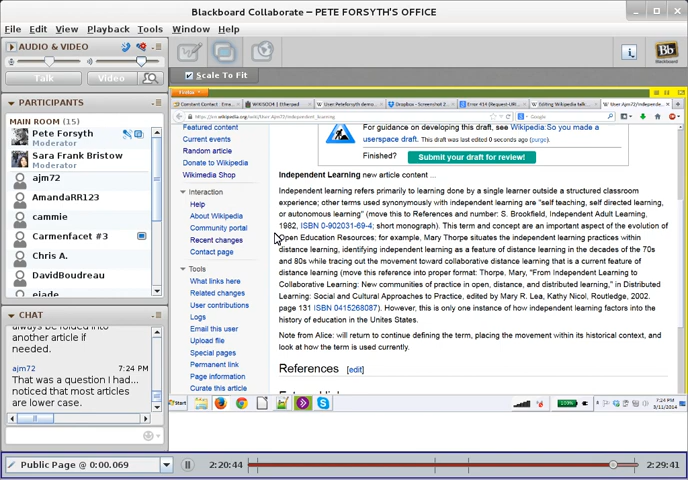 Blackboard Collaborate – PETE FORSYTH'S OFFICE
File Edit View Playback Tools Window Help
AUDIO & VIDEO
Talk
Video
Scale To Fit
Bb
PARTICIPANTS
MAIN ROOM (15)
Pete Forsyth
Moderator
Sara Frank Bristow
Moderator
ajm72
AmandaRR123
cammie
Carmenfacet #3
Chris A.
DavidBoudreau
ejade
CHAT
always be folded into
another article if
needed.
ajm72 7:24 PM
That was a question I had...
noticed that most articles
are lower case.
Featured content
Current events
Random article
Donate to Wikipedia
Wikimedia Shop
Interaction
Help
About Wikipedia
Community portal
Recent changes
Contact page
Tools
What links here
Related changes
User contributions
Logs
Email this user
Upload file
Special pages
Permanent link
Page information
Curate this article
For guidance on developing this draft, see Wikipedia:So you made a
userspace draft. This draft was last edited 0 seconds ago (purge).
Finished? Submit your draft for review!
Independent Learning new article content ...
Independent learning refers primarily to learning done by a single learner outside a structured classroom
experience; other terms used synonymously with independent learning are "self teaching, self directed learning,
or autonomous learning" (move this to References and number: S. Brookfield, Independent Adult Learning,
1982, ISBN 0-902031-69-4; short monograph). This term and concept are an important aspect of the evolution of
Open Education Resources; for example, Mary Thorpe situates the independent learning practices within
distance learning, identifying independent learning as a feature of distance learning in the decades of the 70s
and 80s while tracing out the movement toward collaborative distance learning that is a current feature of
distance learning (move this reference into proper format: Thorpe, Mary, "From Independent Learning to
Collaborative Learning: New communities of practice in open, distance, and distributed learning," in Distributed
Learning: Social and Cultural Approaches to Practice, edited by Mary R. Lea, Kathy Nicol, Routledge, 2002.
page 131 ISBN 0415268087). However, this is only one instance of how independent learning factors into the
history of education in the Unites States.
Note from Alice: will return to continue defining the term, placing the movement within its historical context, and
look at how the term is used currently.
References [edit]
Start
100%
7:24 PM
3/11/2014
Public Page @ 0:00.069
2:20:44
2:29:41